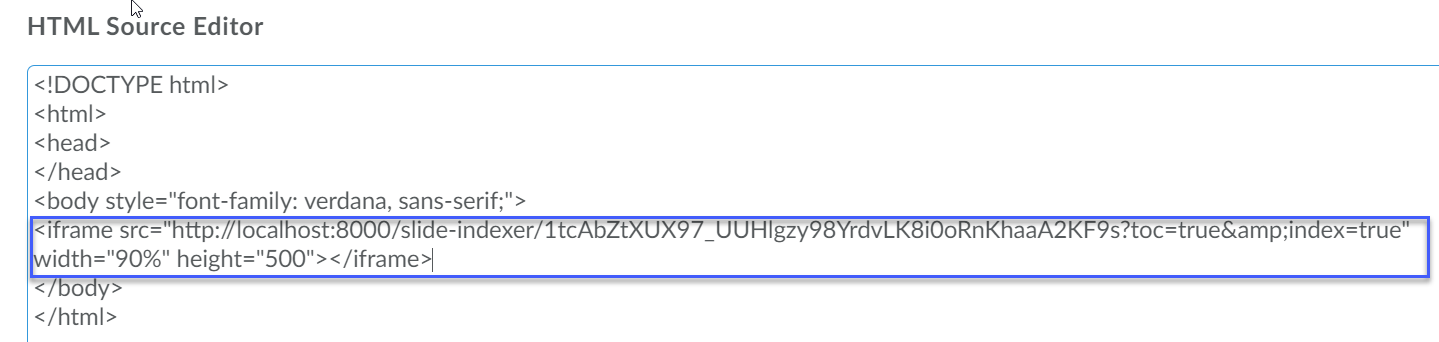 HTML Source Editor
<!DOCTYPE html>
<html>
<head>
</head>
<body style="font-family: verdana, sans-serif;">
<iframe src="http://localhost:8000/slide-indexer/1tcAbZtXUX97_UUHlgzy98YrdvLK8i0oRnKhaaA2KF9s?toc=true&amp;index=true"
width="90%" height="500"></iframe>
</body>
</html>